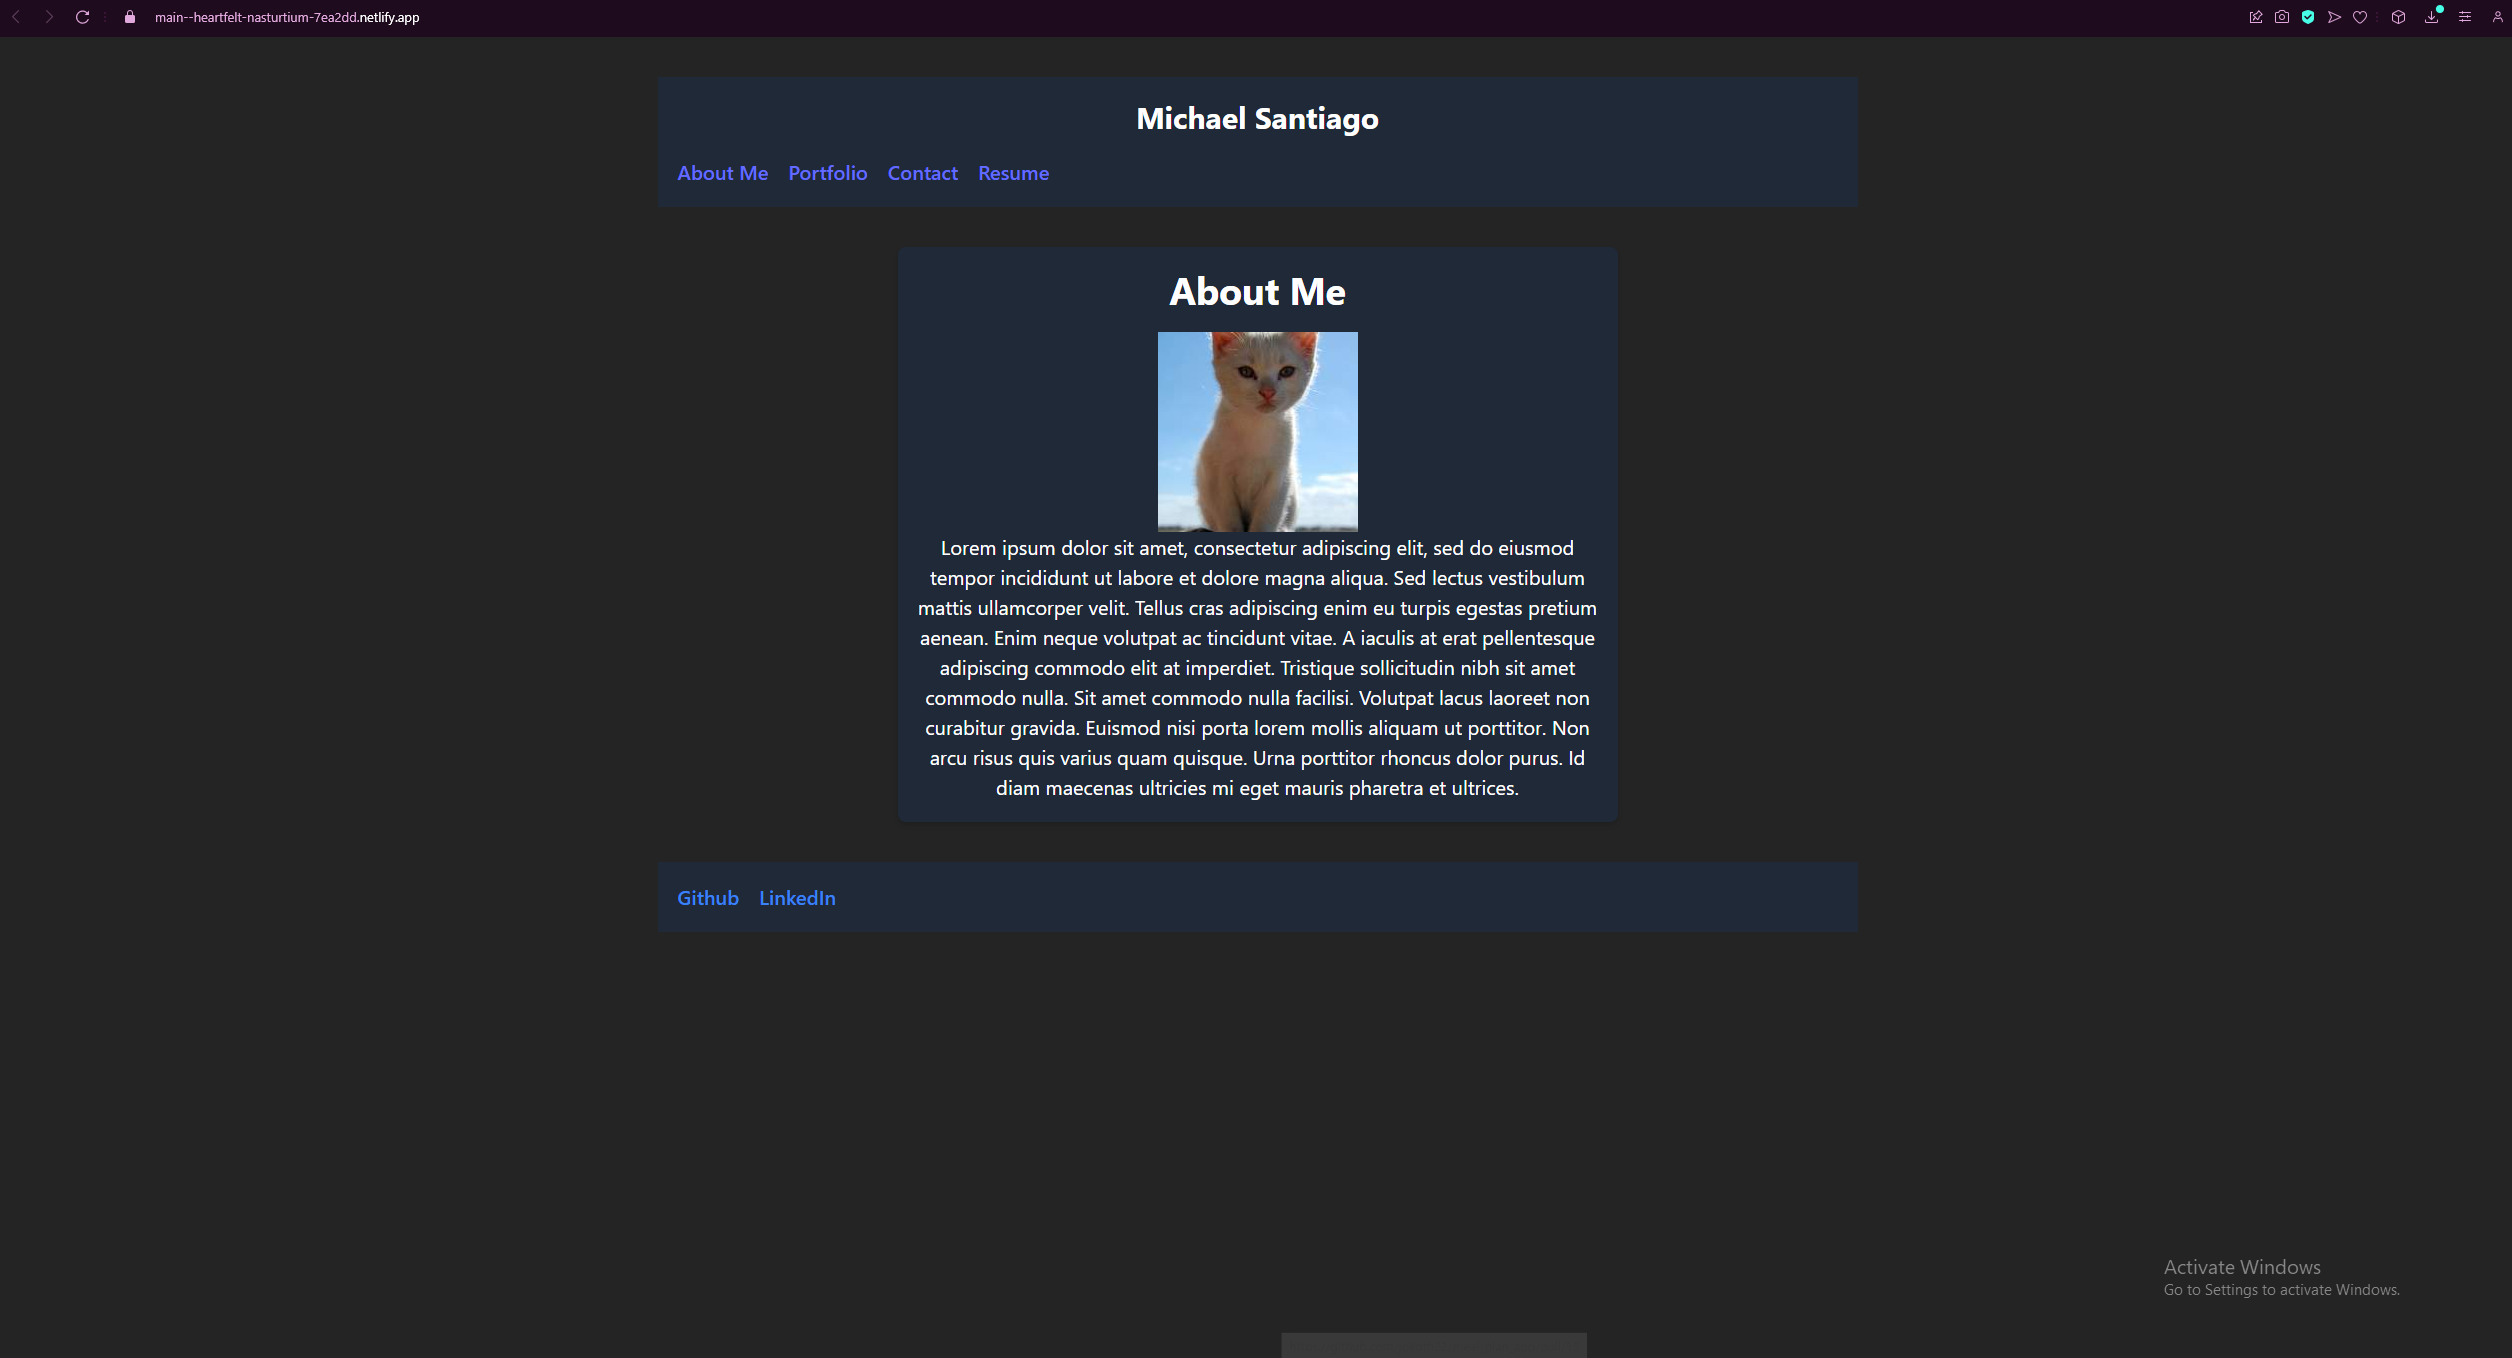 main--heartfelt-nasturtium-7ea2dd.netlify.app
Michael Santiago
About Me Portfolio Contact Resume
About Me
Lorem ipsum dolor sit amet, consectetur adipiscing elit, sed do eiusmod
tempor incididunt ut labore et dolore magna aliqua. Sed lectus vestibulum
mattis ullamcorper velit. Tellus cras adipiscing enim eu turpis egestas pretium
aenean. Enim neque volutpat ac tincidunt vitae. A iaculis at erat pellentesque
adipiscing commodo elit at imperdiet. Tristique sollicitudin nibh sit amet
commodo nulla. Sit amet commodo nulla facilisi. Volutpat lacus laoreet non
curabitur gravida. Euismod nisi porta lorem mollis aliquam ut porttitor. Non
arcu risus quis varius quam quisque. Urna porttitor rhoncus dolor purus. Id
diam maecenas ultricies mi eget mauris pharetra et ultrices.
Github LinkedIn
Activate Windows
Go to Settings to activate Windows.